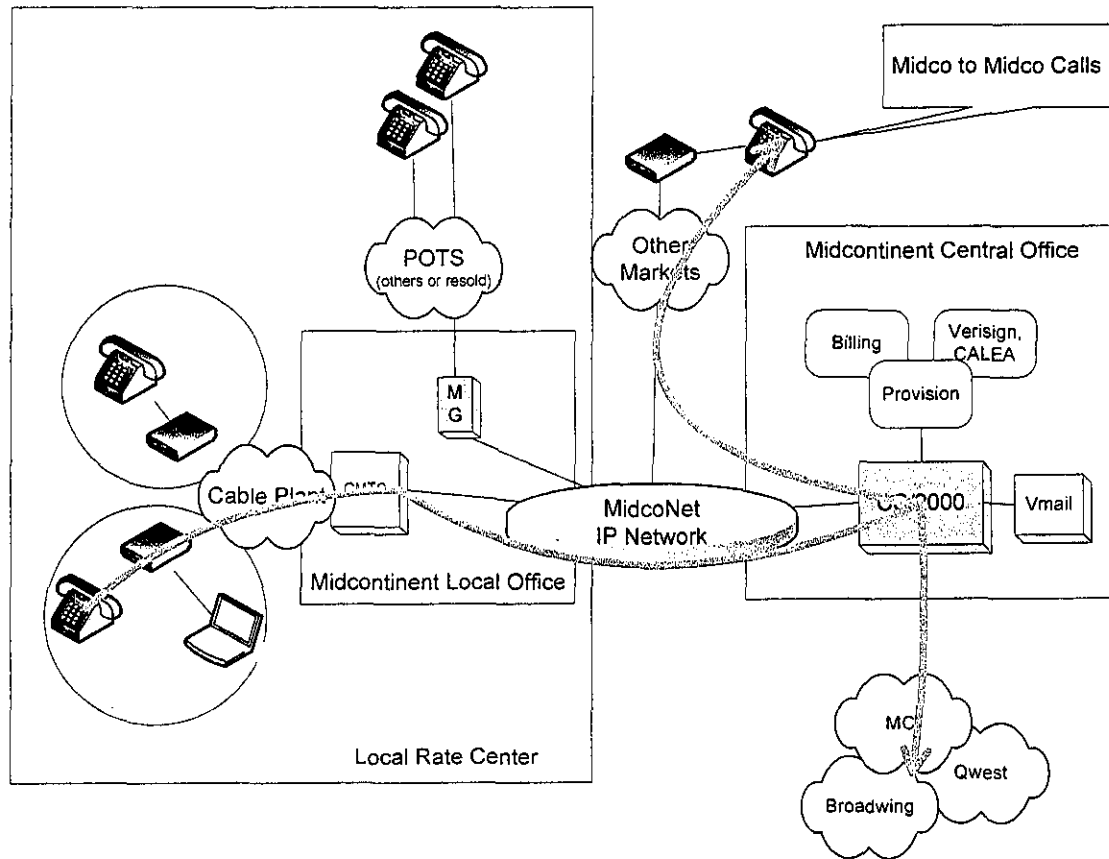 Midco to Midco Calls
POTS
(others or resold)
Other
Markets
Midcontinent Central Office
Billing
Verisign,
CALEA
Provision
M
G
Cable Plant
MidcoNet
IP Network
Vmail
Midcontinent Local Office
Local Rate Center
Qwest
Broadwing